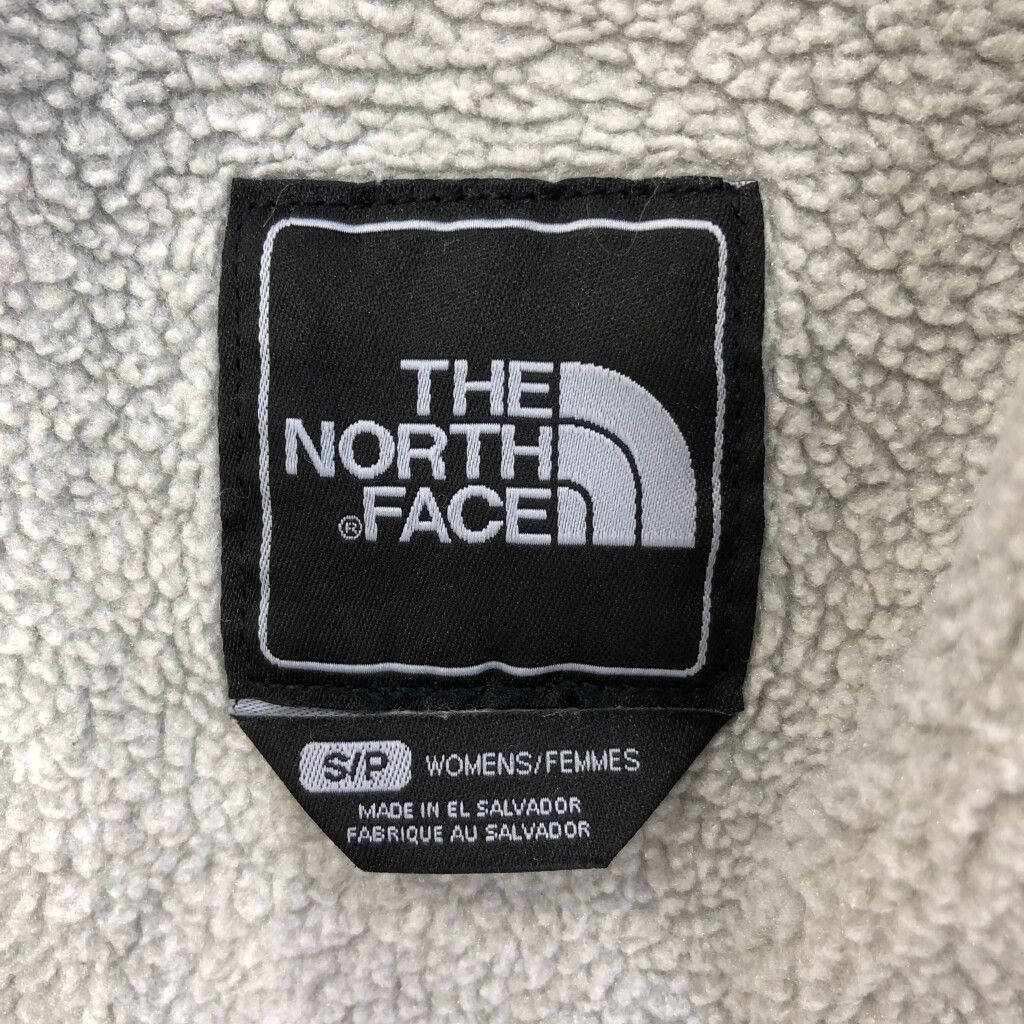 THE
NORTH
®FACE
S/P WOMENS/FEMMES
MADE IN EL SALVADOR
FABRIQUE AU SALVADOR